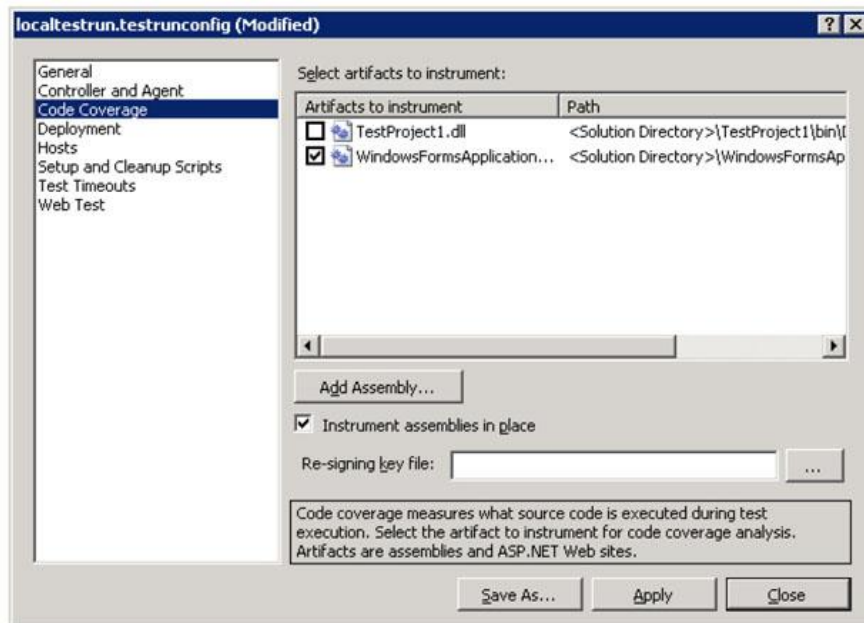 localtestrun.testrunconfig (Modified)
General
Controller and Agent
Code Coverage
Deployment
Hosts
Setup and Cleanup Scripts
Test Timeouts
Web Test
Select artifacts to instrument:
Artifacts to instrument Path
TestProject1.dll <Solution Directory>\TestProject1\bin\D
WindowsFormsApplication... <Solution Directory>\WindowsFormsAp
Add Assembly...
Instrument assemblies in place
Re-signing key file:
...
Code coverage measures what source code is executed during test
execution. Select the artifact to instrument for code coverage analysis.
Artifacts are assemblies and ASP.NET Web sites.
Save As... Apply Close